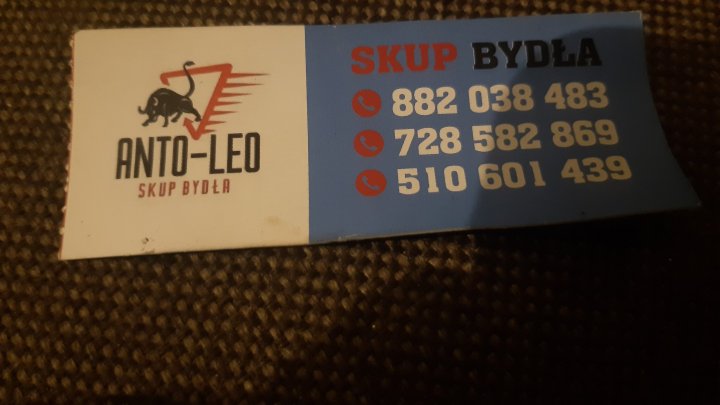 ANTO-LEO
SKUP BYDŁA
SKUP BYDŁA
882 038 483
728 582 869
510 601 439